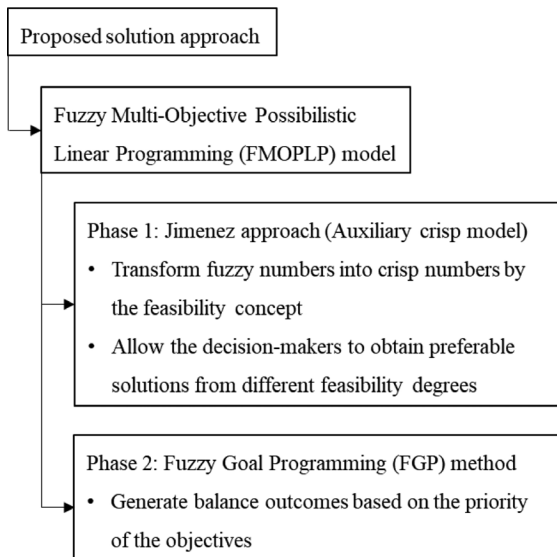 Proposed solution approach
Fuzzy Multi-Objective Possibilistic
Linear Programming (FMOPLP) model
Phase 1: Jimenez approach (Auxiliary crisp model)
• Transform fuzzy numbers into crisp numbers by
the feasibility concept
• Allow the decision-makers to obtain preferable
solutions from different feasibility degrees
Phase 2: Fuzzy Goal Programming (FGP) method
• Generate balance outcomes based on the priority
of the objectives